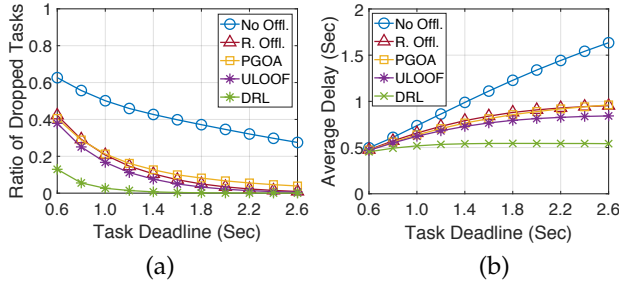 Ratio of Dropped Tasks
1
0.8
0.6
0.4
0.2
0
No Offl.
R. Offl.
PGOA
ULOOF
DRL
0.6 1.0 1.4 1.8 2.2 2.6
Task Deadline (Sec)
(a)
Average Delay (Sec)
2
1.5
1
0.5
0
No Offl.
R. Offl.
PGOA
ULOOF
DRL
0.6 1.0 1.4 1.8 2.2 2.6
Task Deadline (Sec)
(b)